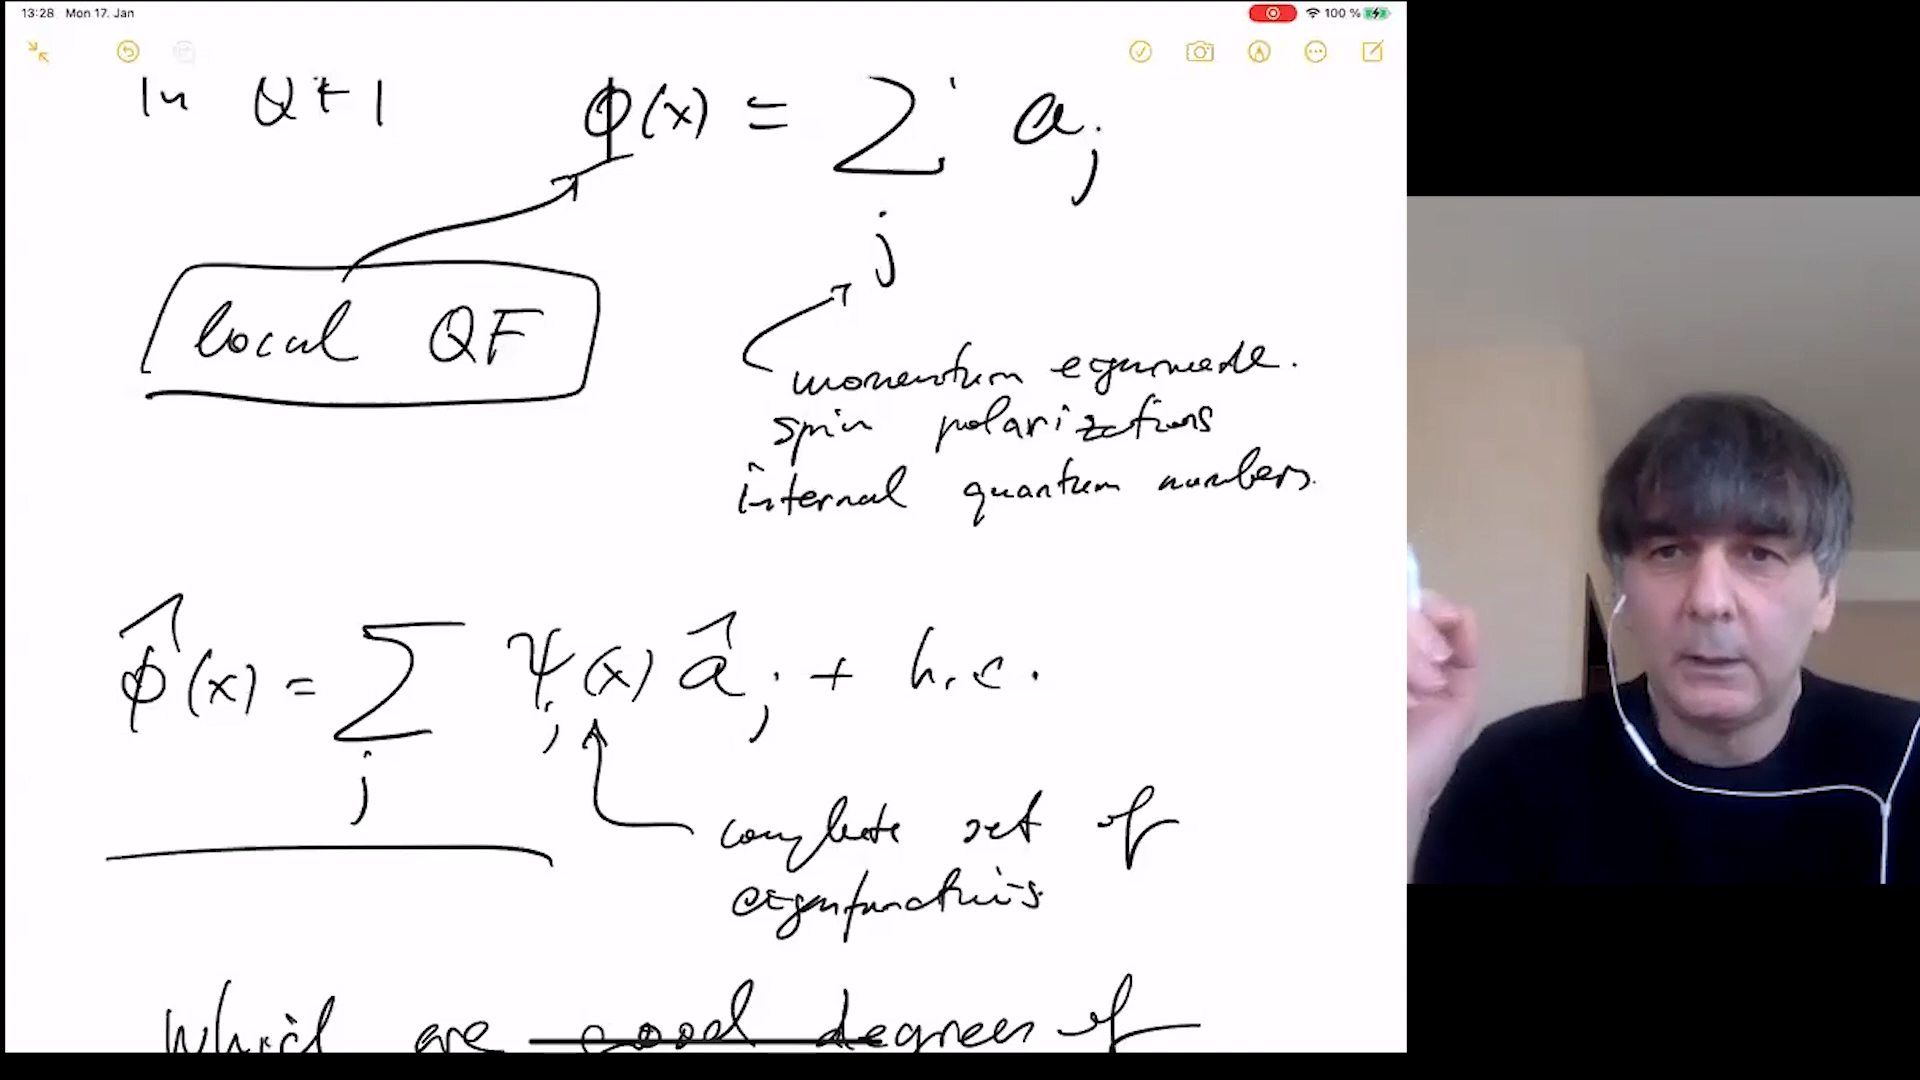 13:28 Mon 17. Jan 100 %
In QFT ϕ(x) = ∑ a_j
j
local QF
momentum eigenmode.
spin polarizations
internal quantum numbers.
ϕ̂(x) = ∑ ψ_j(x) â_j + h.c.
j
complete set of
eigenfunctions
Which are good degrees of